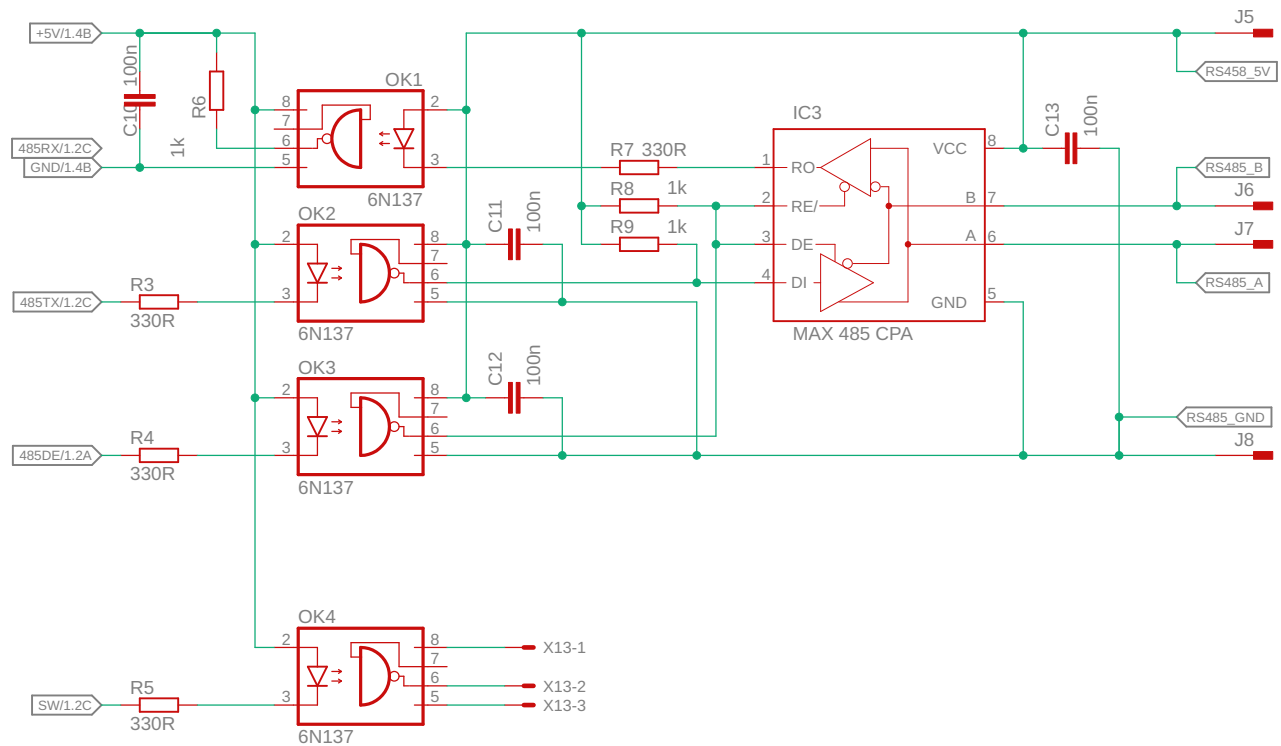 +5V/1.4B
100n
C10
R6
1k
485RX/1.2C
GND/1.4B
OK1
8
7
6
5
2
3
6N137
OK2
2
3
8
7
6
5
6N137
C11
100n
R3
330R
485TX/1.2C
OK3
2
3
8
7
6
5
6N137
C12
100n
R4
330R
485DE/1.2A
R7 330R
R8 1k
R9 1k
IC3
1 RO
2 RE/
3 DE
4 DI
VCC 8
B 7
A 6
GND 5
MAX 485 CPA
C13
100n
J5
RS458_5V
RS485_B
J6
J7
RS485_A
RS485_GND
J8
OK4
2
3
8
7
6
5
6N137
X13-1
X13-2
X13-3
R5
330R
SW/1.2C